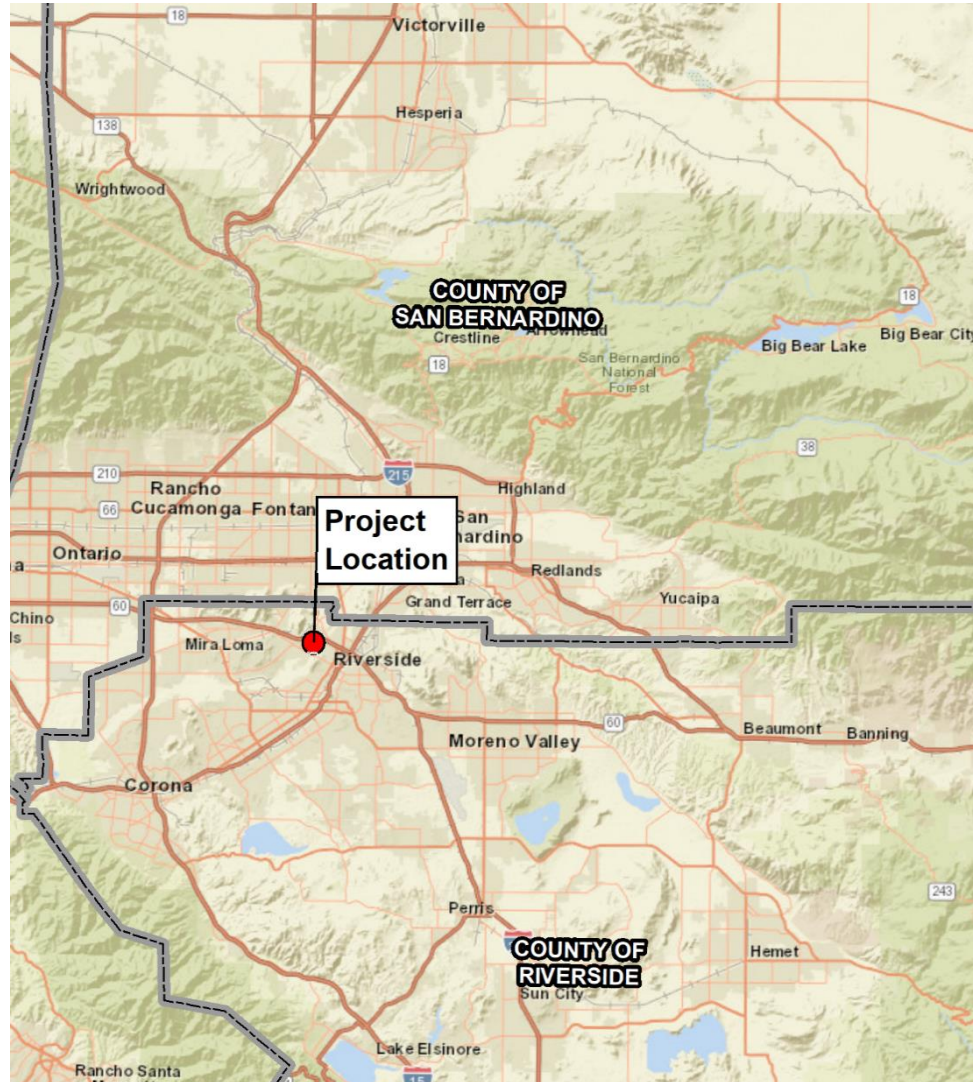 18
Victorville
Hesperia
138
Wrightwood
COUNTY OF
SAN BERNARDINO
18
Crestline
Arrowhead
18
Big Bear Lake
Big Bear City
San Bernardino
National
Forest
38
210
215
Rancho
Cucamonga
Highland
66
Project
Location
San
Ontario
Redlands
Yucaipa
60
Grand Terrace
Chino
Mira Loma
Riverside
60
Moreno Valley
Beaumont
Banning
Corona
243
Perris
COUNTY OF
RIVERSIDE
Hemet
Sun City
Lake Elsinore
15
Rancho Santa